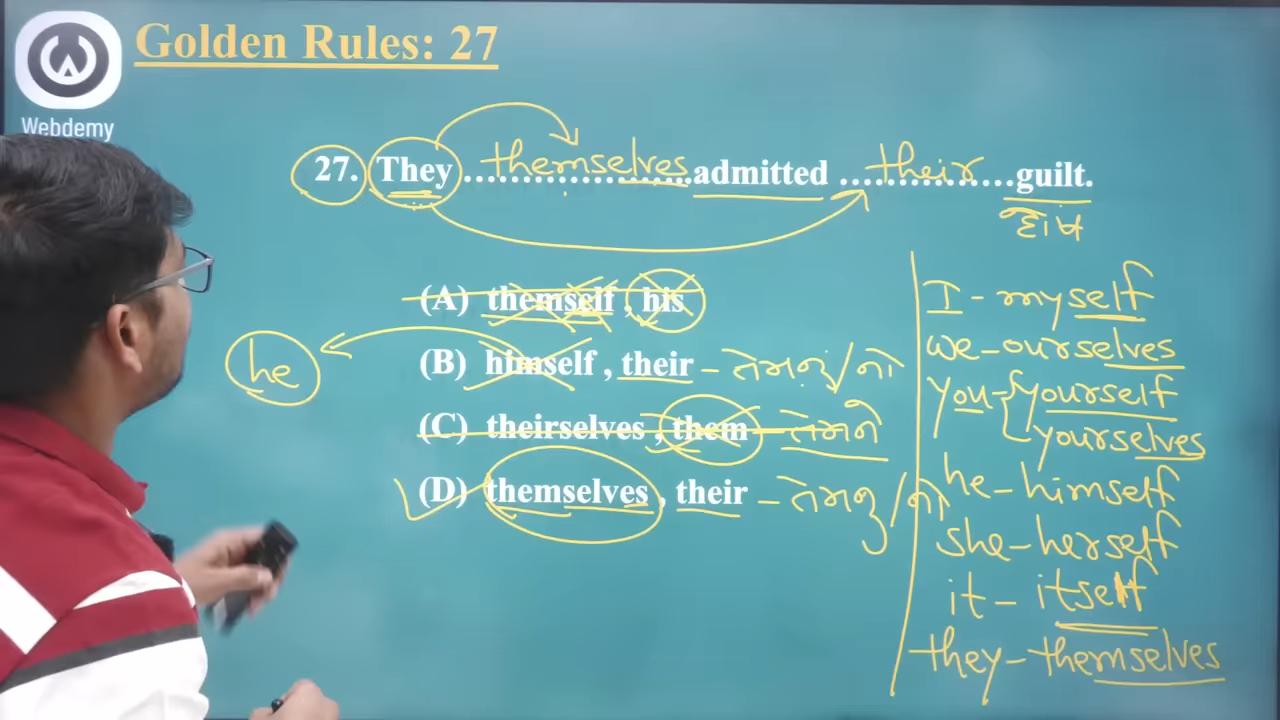 Golden Rules: 27
Webdemy
27. They ....themselves.... admitted ....their.... guilt.
દોષ
(A) themself , his
he
(B) himself , their – તેમનું/નો
(C) theirselves , them – તેમને
(D) themselves , their – તેમનું/નો
I - myself
we - ourselves
you - { yourself
yourselves
he - himself
she - herself
it - itself
they - themselves